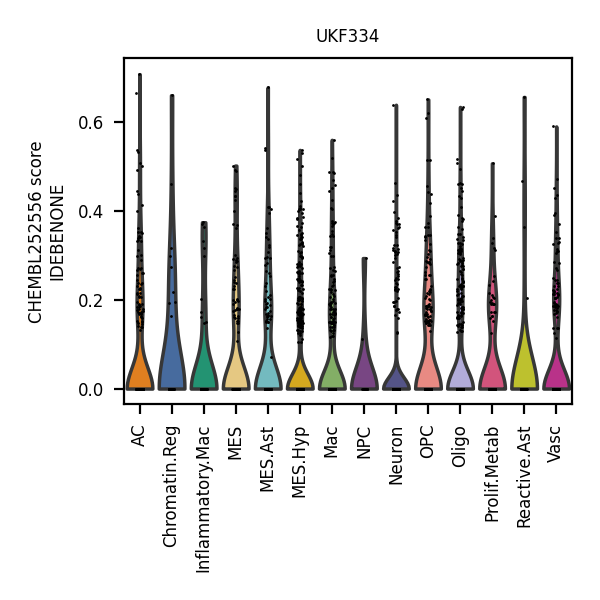 UKF334
CHEMBL252556 score
IDEBENONE
0.6
0.4
0.2
0.0
AC
Chromatin.Reg
Inflammatory.Mac
MES
MES.Ast
MES.Hyp
Mac
NPC
Neuron
OPC
Oligo
Prolif.Metab
Reactive.Ast
Vasc